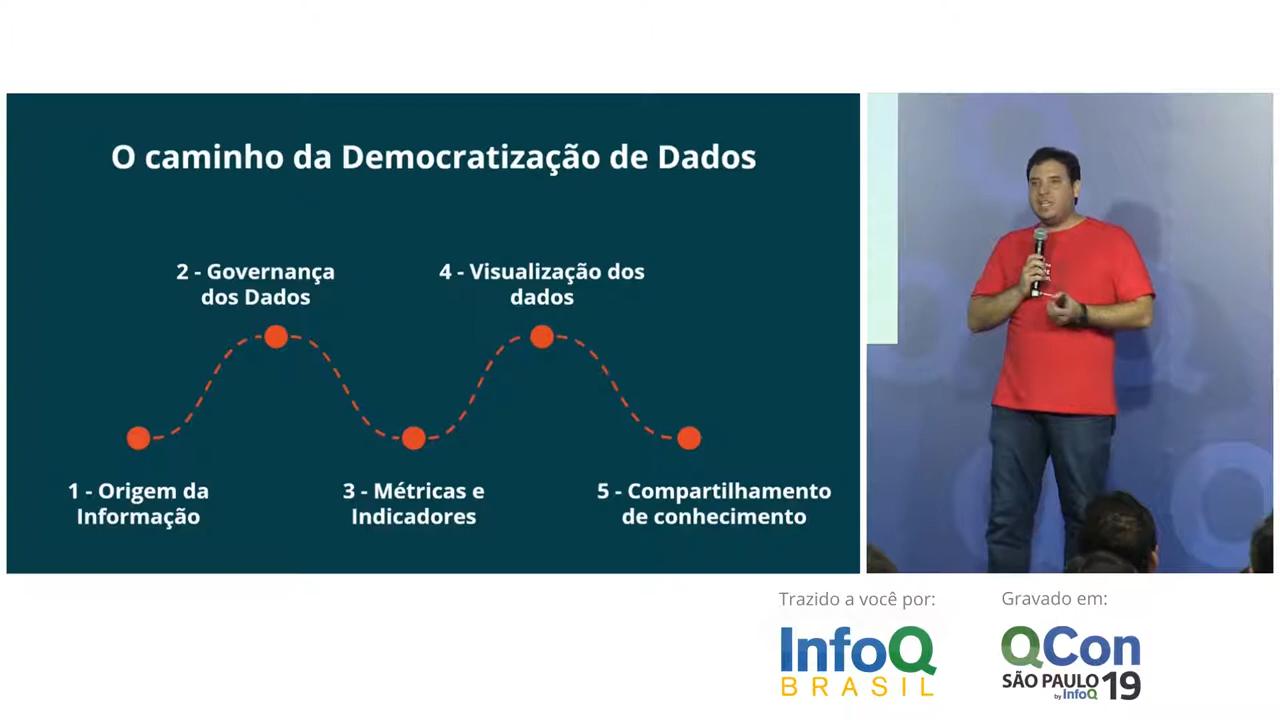 O caminho da Democratização de Dados
2 - Governança
dos Dados
4 - Visualização dos
dados
1 - Origem da
Informação
3 - Métricas e
Indicadores
5 - Compartilhamento
de conhecimento
Trazido a você por:
InfoQ
BRASIL
Gravado em:
QCon
SÃO PAULO 19
by InfoQ